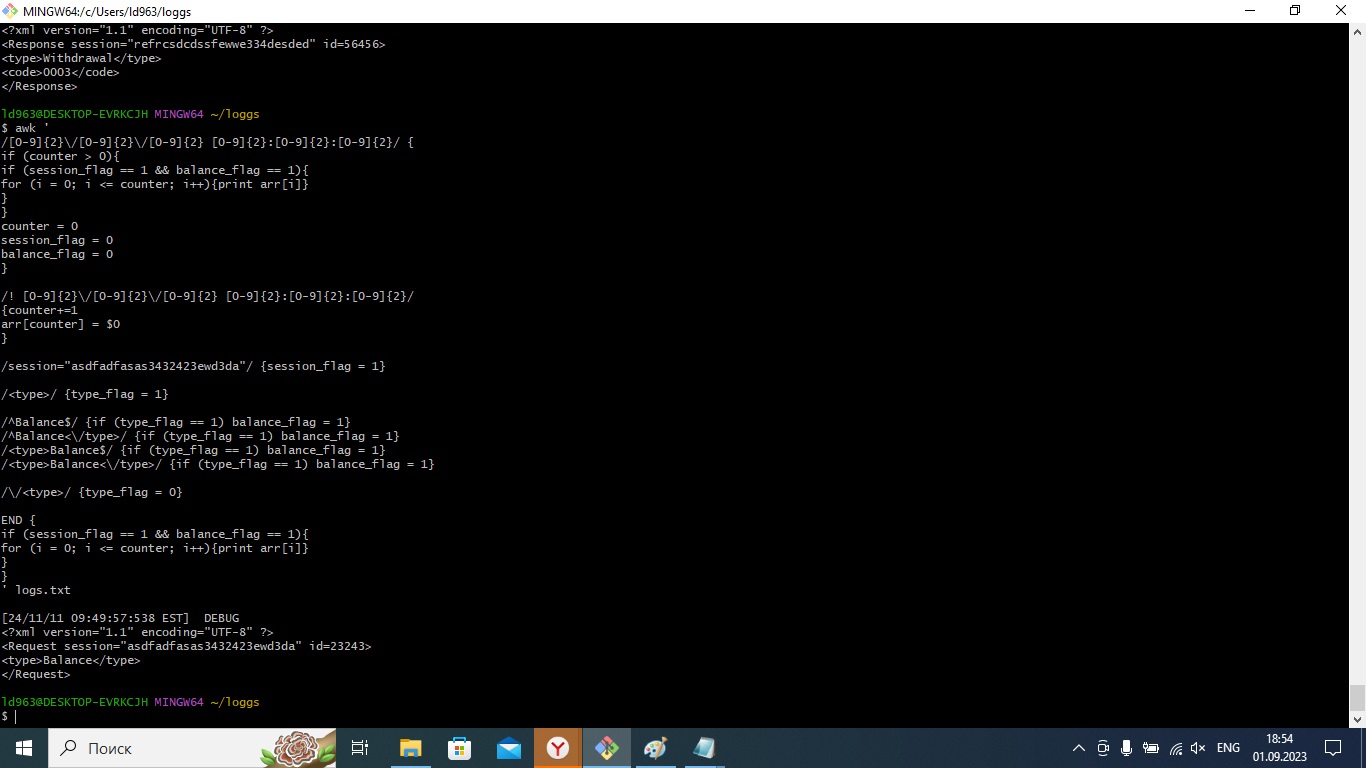 MINGW64:/c/Users/ld963/loggs
<?xml version="1.1" encoding="UTF-8" ?>
<Response session="refrcsdcdssfewwe334desded" id=56456>
<type>Withdrawal</type>
<code>0003</code>
</Response>
ld963@DESKTOP-EVRKCJH MINGW64 ~/loggs
$ awk '
/[0-9]{2}\/[0-9]{2}\/[0-9]{2} [0-9]{2}:[0-9]{2}:[0-9]{2}/ {
if (counter > 0){
if (session_flag == 1 && balance_flag == 1){
for (i = 0; i <= counter; i++){print arr[i]}
}
}
counter = 0
session_flag = 0
balance_flag = 0
}
/! [0-9]{2}\/[0-9]{2}\/[0-9]{2} [0-9]{2}:[0-9]{2}:[0-9]{2}/
{counter+=1
arr[counter] = $0
}
/session="asdfadfasas3432423ewd3da"/ {session_flag = 1}
/<type>/ {type_flag = 1}
/^Balance$/ {if (type_flag == 1) balance_flag = 1}
/^Balance<\/type>/ {if (type_flag == 1) balance_flag = 1}
/<type>Balance$/ {if (type_flag == 1) balance_flag = 1}
/<type>Balance<\/type>/ {if (type_flag == 1) balance_flag = 1}
/\/<type>/ {type_flag = 0}
END {
if (session_flag == 1 && balance_flag == 1){
for (i = 0; i <= counter; i++){print arr[i]}
}
}
' logs.txt
[24/11/11 09:49:57:538 EST]  DEBUG
<?xml version="1.1" encoding="UTF-8" ?>
<Request session="asdfadfasas3432423ewd3da" id=23243>
<type>Balance</type>
</Request>
ld963@DESKTOP-EVRKCJH MINGW64 ~/loggs
$
Поиск
ENG
18:54
01.09.2023